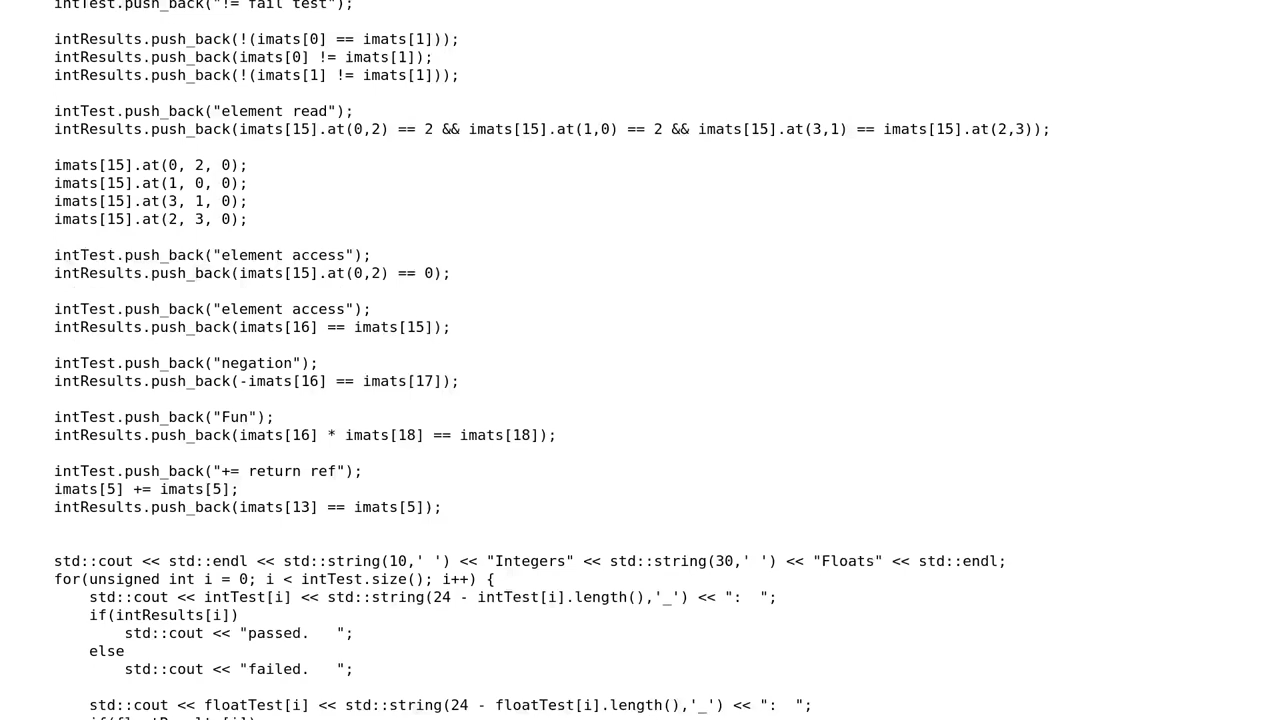 intTest.push_back("!= fail test");
intResults.push_back(!(imats[0] == imats[1]));
intResults.push_back(imats[0] != imats[1]);
intResults.push_back(!(imats[1] != imats[1]));
intTest.push_back("element read");
intResults.push_back(imats[15].at(0,2) == 2 && imats[15].at(1,0) == 2 && imats[15].at(3,1) == imats[15].at(2,3));
imats[15].at(0, 2, 0);
imats[15].at(1, 0, 0);
imats[15].at(3, 1, 0);
imats[15].at(2, 3, 0);
intTest.push_back("element access");
intResults.push_back(imats[15].at(0,2) == 0);
intTest.push_back("element access");
intResults.push_back(imats[16] == imats[15]);
intTest.push_back("negation");
intResults.push_back(-imats[16] == imats[17]);
intTest.push_back("Fun");
intResults.push_back(imats[16] * imats[18] == imats[18]);
intTest.push_back("+= return ref");
imats[5] += imats[5];
intResults.push_back(imats[13] == imats[5]);
std::cout << std::endl << std::string(10,' ') << "Integers" << std::string(30,' ') << "Floats" << std::endl;
for(unsigned int i = 0; i < intTest.size(); i++) {
std::cout << intTest[i] << std::string(24 - intTest[i].length(),'_') << ":  ";
if(intResults[i])
std::cout << "passed.   ";
else
std::cout << "failed.   ";
std::cout << floatTest[i] << std::string(24 - floatTest[i].length(),'_') << ":  ";
if(floatResults[i])